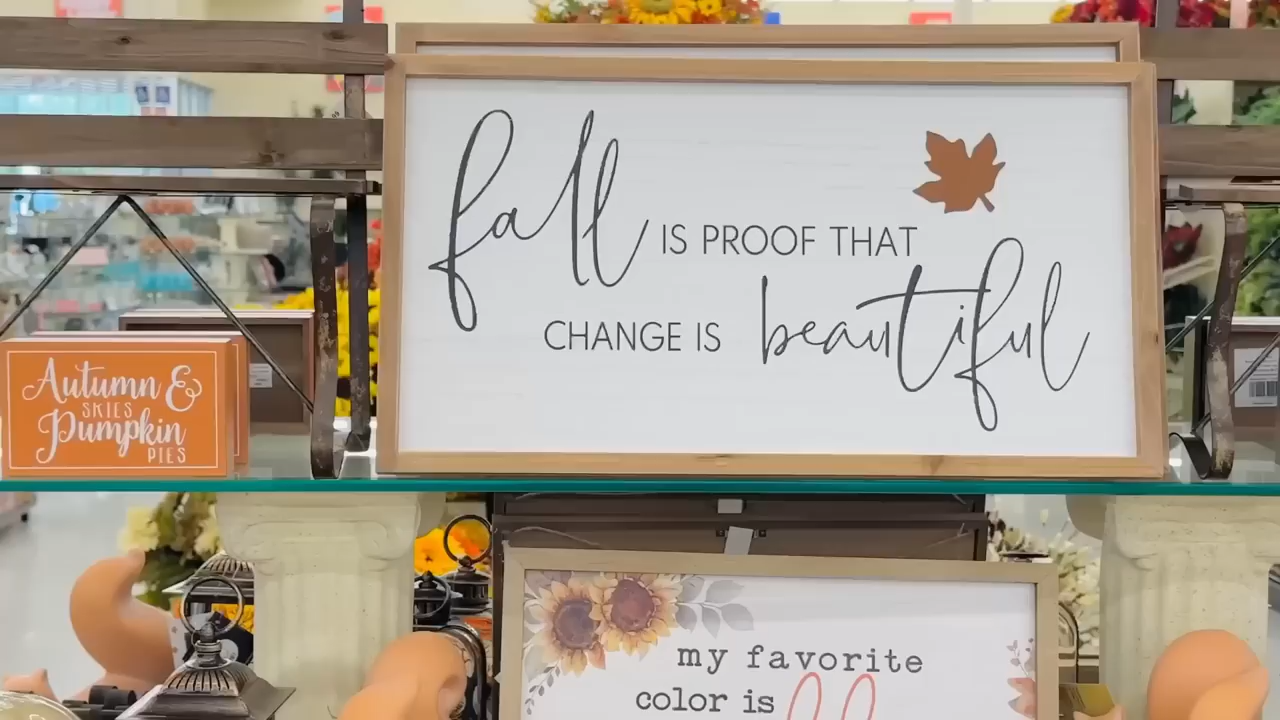 fall IS PROOF THAT
CHANGE IS beautiful
Autumn &
SKIES
Pumpkin
PIES
my favorite
color is